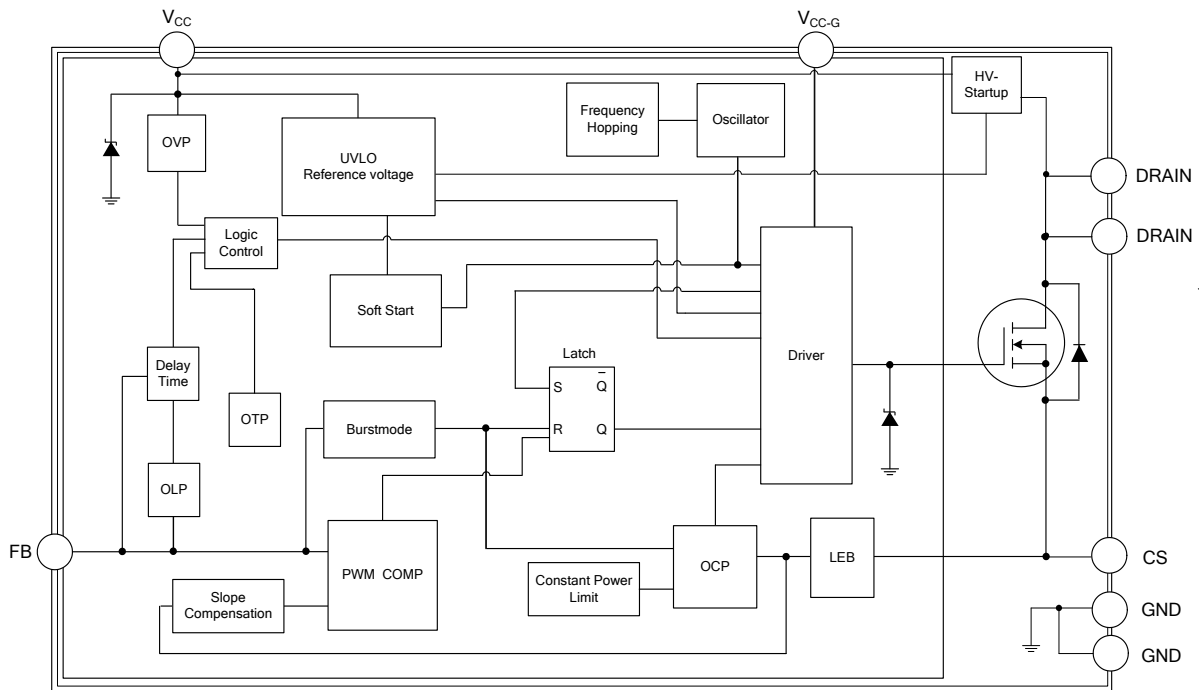 VCC
VCC-G
HV-
Startup
Frequency
Hopping
Oscillator
OVP
UVLO
Reference voltage
DRAIN
DRAIN
Logic
Control
Soft Start
Delay
Time
OTP
Latch
S
Q̅
R
Q
Driver
Burstmode
OLP
FB
PWM COMP
OCP
LEB
CS
Constant Power
Limit
Slope
Compensation
GND
GND